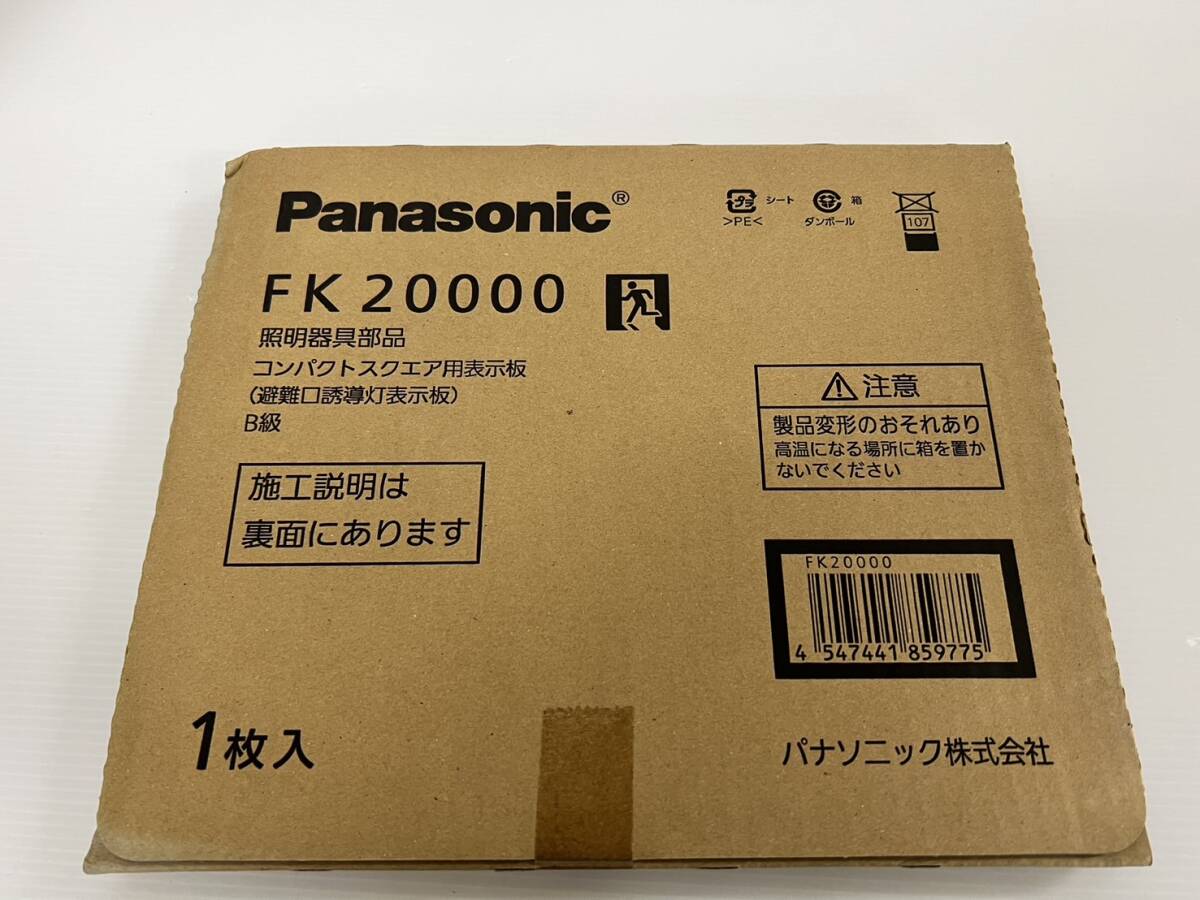 Panasonic®
プラ シート
>PE<
箱
ダンボール
107
FK20000
照明器具部品
コンパクトスクエア用表示板
(避難口誘導灯表示板)
B級
施工説明は
裏面にあります
注意
製品変形のおそれあり
高温になる場所に箱を置か
ないでください
FK20000
4 547441 859775
1枚入
パナソニック株式会社